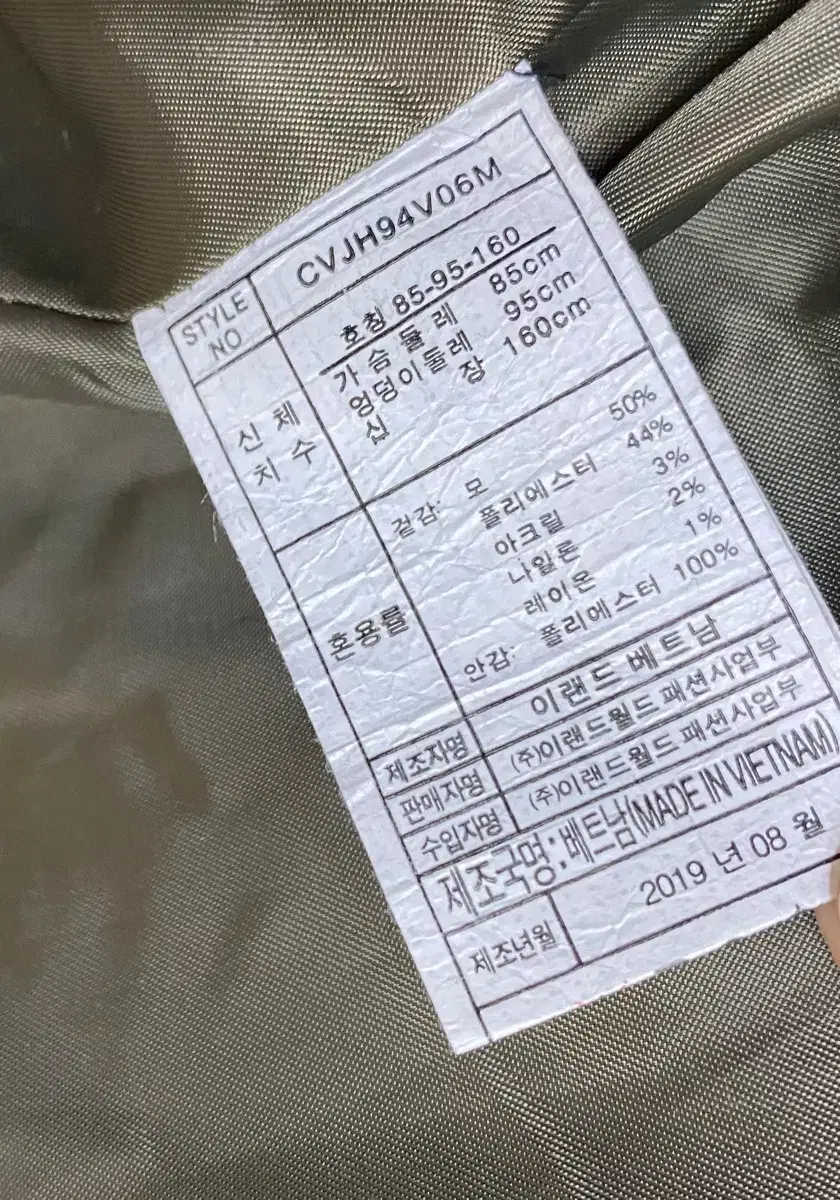 STYLE NO CVJH94V06M
호칭 85-95-160
신체 치수
가슴둘레 85cm
엉덩이둘레 95cm
신장 160cm
혼용률
겉감: 모 50%
폴리에스터 44%
아크릴 3%
나일론 2%
레이온 1%
안감: 폴리에스터 100%
제조자명 이랜드 베트남
판매자명 (주)이랜드월드 패션사업부
수입자명 (주)이랜드월드 패션사업부
제조국명:베트남(MADE IN VIETNAM)
제조년월 2019 년 08 월